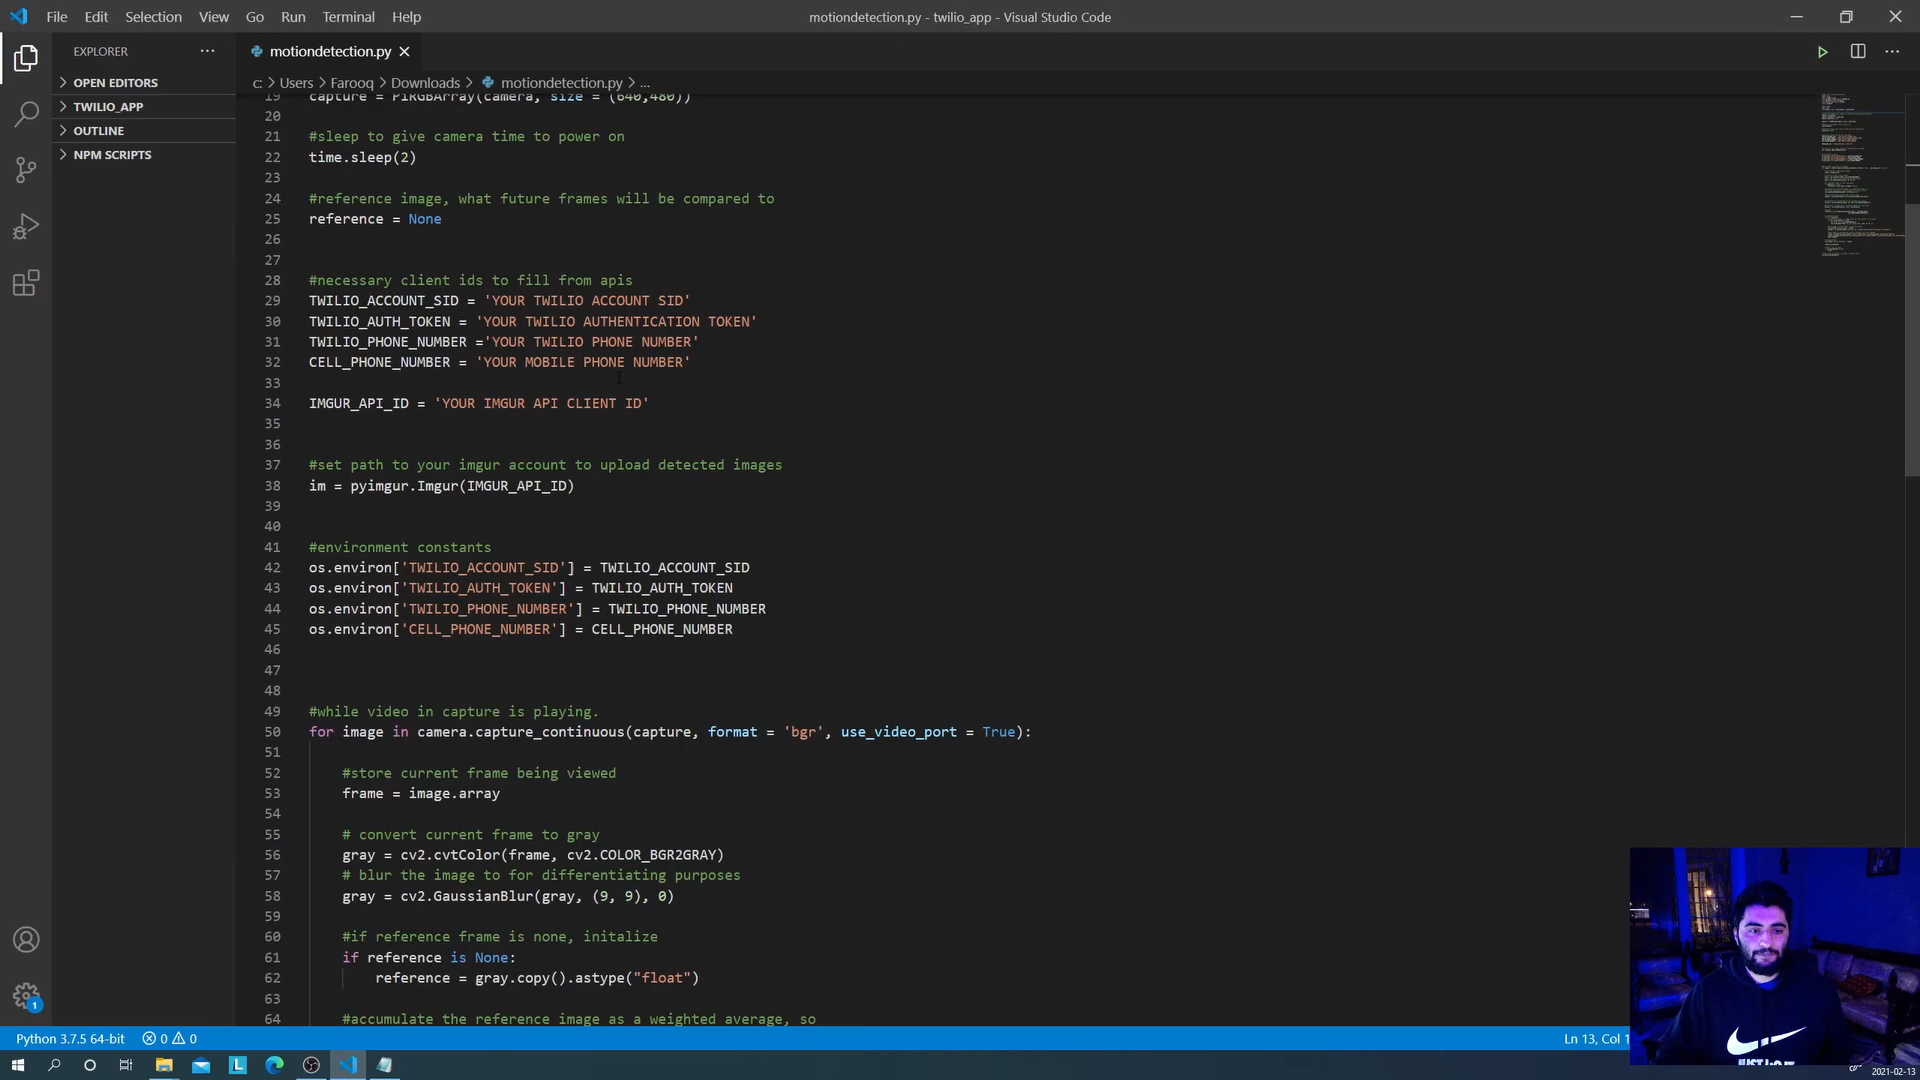 File Edit Selection View Go Run Terminal Help
motiondetection.py - twilio_app - Visual Studio Code
EXPLORER
motiondetection.py
OPEN EDITORS
TWILIO_APP
OUTLINE
NPM SCRIPTS
c: > Users > Farooq > Downloads > motiondetection.py > ...
19 capture = PiRGBArray(camera, size = (640,480))
20
21 #sleep to give camera time to power on
22 time.sleep(2)
23
24 #reference image, what future frames will be compared to
25 reference = None
26
27
28 #necessary client ids to fill from apis
29 TWILIO_ACCOUNT_SID = 'YOUR TWILIO ACCOUNT SID'
30 TWILIO_AUTH_TOKEN = 'YOUR TWILIO AUTHENTICATION TOKEN'
31 TWILIO_PHONE_NUMBER ='YOUR TWILIO PHONE NUMBER'
32 CELL_PHONE_NUMBER = 'YOUR MOBILE PHONE NUMBER'
33
34 IMGUR_API_ID = 'YOUR IMGUR API CLIENT ID'
35
36
37 #set path to your imgur account to upload detected images
38 im = pyimgur.Imgur(IMGUR_API_ID)
39
40
41 #environment constants
42 os.environ['TWILIO_ACCOUNT_SID'] = TWILIO_ACCOUNT_SID
43 os.environ['TWILIO_AUTH_TOKEN'] = TWILIO_AUTH_TOKEN
44 os.environ['TWILIO_PHONE_NUMBER'] = TWILIO_PHONE_NUMBER
45 os.environ['CELL_PHONE_NUMBER'] = CELL_PHONE_NUMBER
46
47
48
49 #while video in capture is playing.
50 for image in camera.capture_continuous(capture, format = 'bgr', use_video_port = True):
51
52 #store current frame being viewed
53 frame = image.array
54
55 # convert current frame to gray
56 gray = cv2.cvtColor(frame, cv2.COLOR_BGR2GRAY)
57 # blur the image to for differentiating purposes
58 gray = cv2.GaussianBlur(gray, (9, 9), 0)
59
60 #if reference frame is none, initalize
61 if reference is None:
62 reference = gray.copy().astype("float")
63
64 #accumulate the reference image as a weighted average, so
1
Python 3.7.5 64-bit 0 0
Ln 13, Col 1
2021-02-13